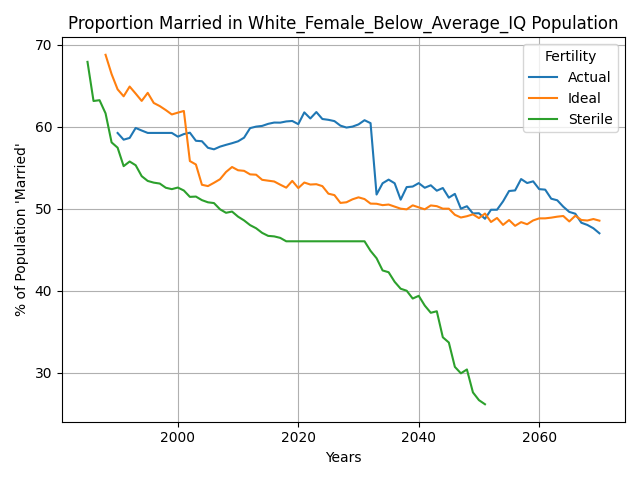 Proportion Married in White_Female_Below_Average_IQ Population
% of Population 'Married'
70
60
50
40
30
Fertility
Actual
Ideal
Sterile
2000
2020
2040
2060
Years